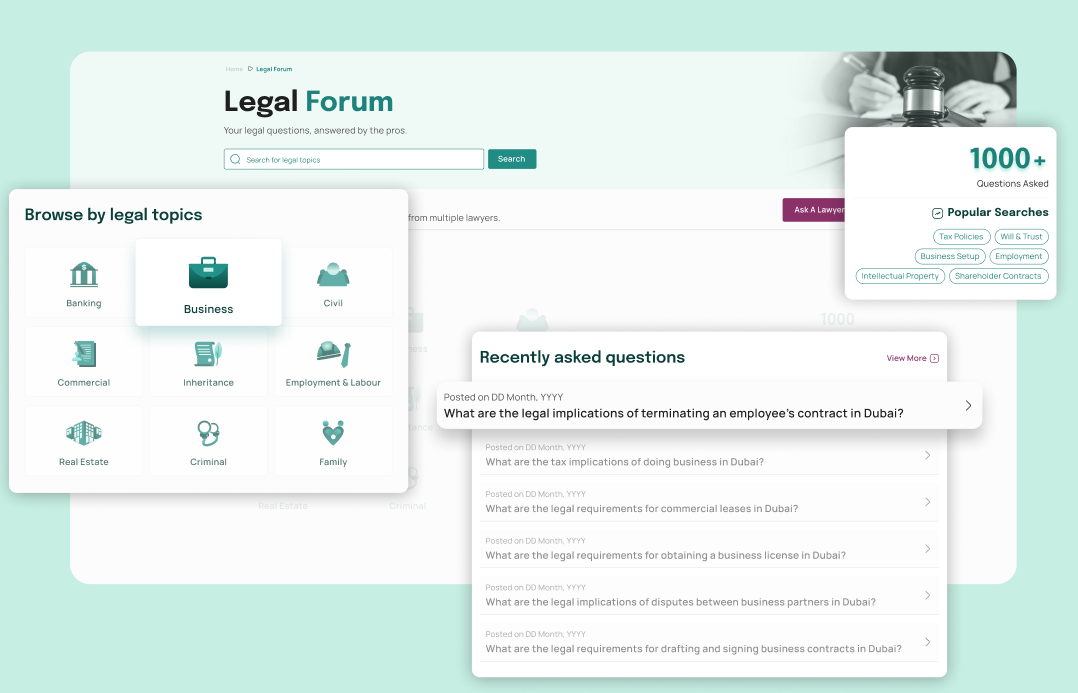 Home Legal Forum
Legal Forum
Your legal questions, answered by the pros.
Search for legal topics
Search
1000+
Questions Asked
Popular Searches
Tax Policies
Will & Trust
Business Setup
Employment
Intellectual Property
Shareholder Contracts
from multiple lawyers.
Ask A Lawyer
Browse by legal topics
Banking
Business
Civil
Commercial
Inheritance
Employment & Labour
Real Estate
Criminal
Family
1000
Real Estate
Criminal
Recently asked questions
View More
Posted on DD Month, YYYY
What are the legal implications of terminating an employee's contract in Dubai?
Posted on DD Month, YYYY
What are the tax implications of doing business in Dubai?
Posted on DD Month, YYYY
What are the legal requirements for commercial leases in Dubai?
Posted on DD Month, YYYY
What are the legal requirements for obtaining a business license in Dubai?
Posted on DD Month, YYYY
What are the legal implications of disputes between business partners in Dubai?
Posted on DD Month, YYYY
What are the legal requirements for drafting and signing business contracts in Dubai?